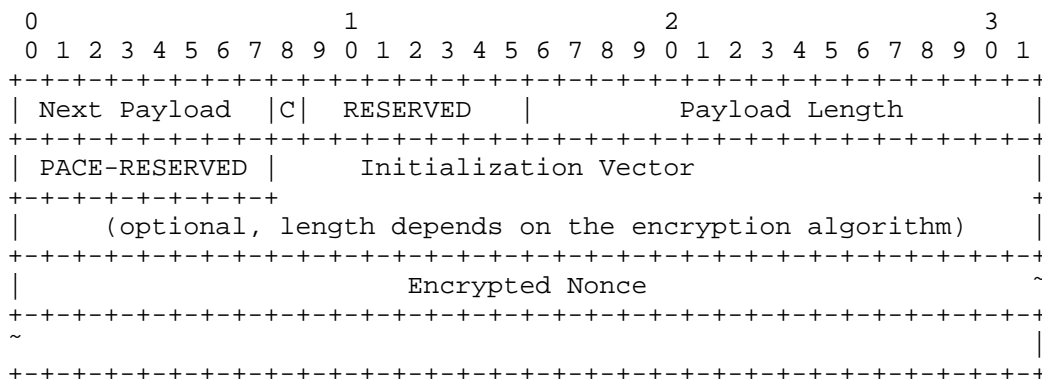 0                   1                   2                   3
 0 1 2 3 4 5 6 7 8 9 0 1 2 3 4 5 6 7 8 9 0 1 2 3 4 5 6 7 8 9 0 1
+-+-+-+-+-+-+-+-+-+-+-+-+-+-+-+-+-+-+-+-+-+-+-+-+-+-+-+-+-+-+-+-+
| Next Payload  |C|  RESERVED   |         Payload Length        |
+-+-+-+-+-+-+-+-+-+-+-+-+-+-+-+-+-+-+-+-+-+-+-+-+-+-+-+-+-+-+-+-+
| PACE-RESERVED |     Initialization Vector                     |
+-+-+-+-+-+-+-+-+                                               +
|     (optional, length depends on the encryption algorithm)    |
+-+-+-+-+-+-+-+-+-+-+-+-+-+-+-+-+-+-+-+-+-+-+-+-+-+-+-+-+-+-+-+-+
|                        Encrypted Nonce                        ~
+-+-+-+-+-+-+-+-+-+-+-+-+-+-+-+-+-+-+-+-+-+-+-+-+-+-+-+-+-+-+-+-+
~                                                               |
+-+-+-+-+-+-+-+-+-+-+-+-+-+-+-+-+-+-+-+-+-+-+-+-+-+-+-+-+-+-+-+-+